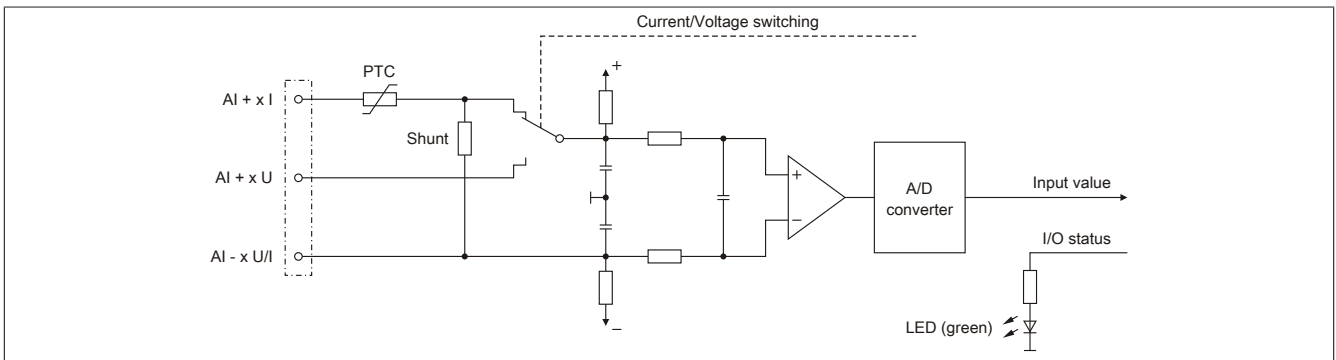 Current/Voltage switching
PTC
+
AI + x I
Shunt
AI + x U
+
−
A/D
converter
Input value
AI - x U/I
I/O status
−
LED (green)